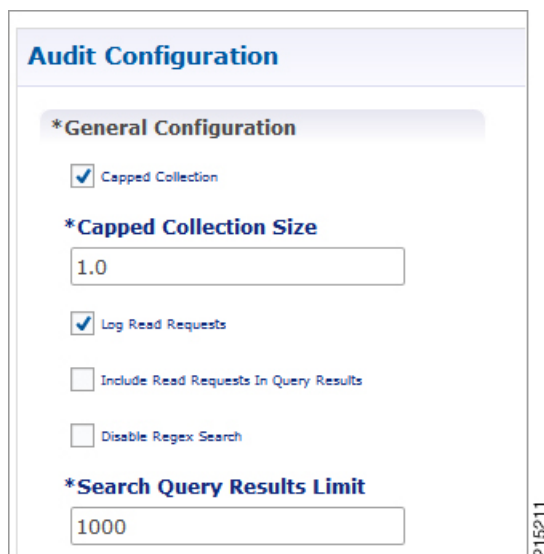 Audit Configuration
*General Configuration
Capped Collection
*Capped Collection Size
1.0
Log Read Requests
Include Read Requests In Query Results
Disable Regex Search
*Search Query Results Limit
1000